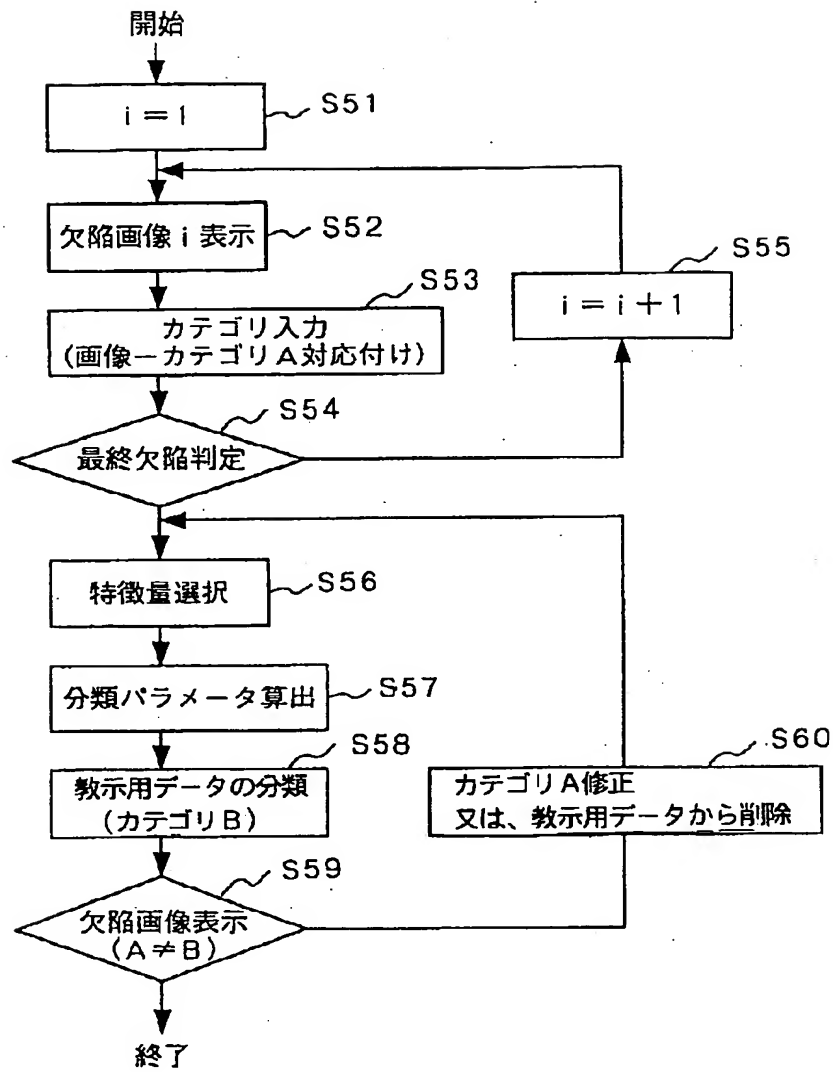 開始
i=1
S51
欠陥画像i表示
S52
S53
カテゴリ入力
(画像ーカテゴリA対応付け)
S54
最終欠陥判定
S55
i=i+1
特徴量選択
S56
分類パラメータ算出
S57
S58
教示用データの分類
(カテゴリB)
S59
欠陥画像表示
(A≠B)
S60
カテゴリA修正
又は、教示用データから削除
終了